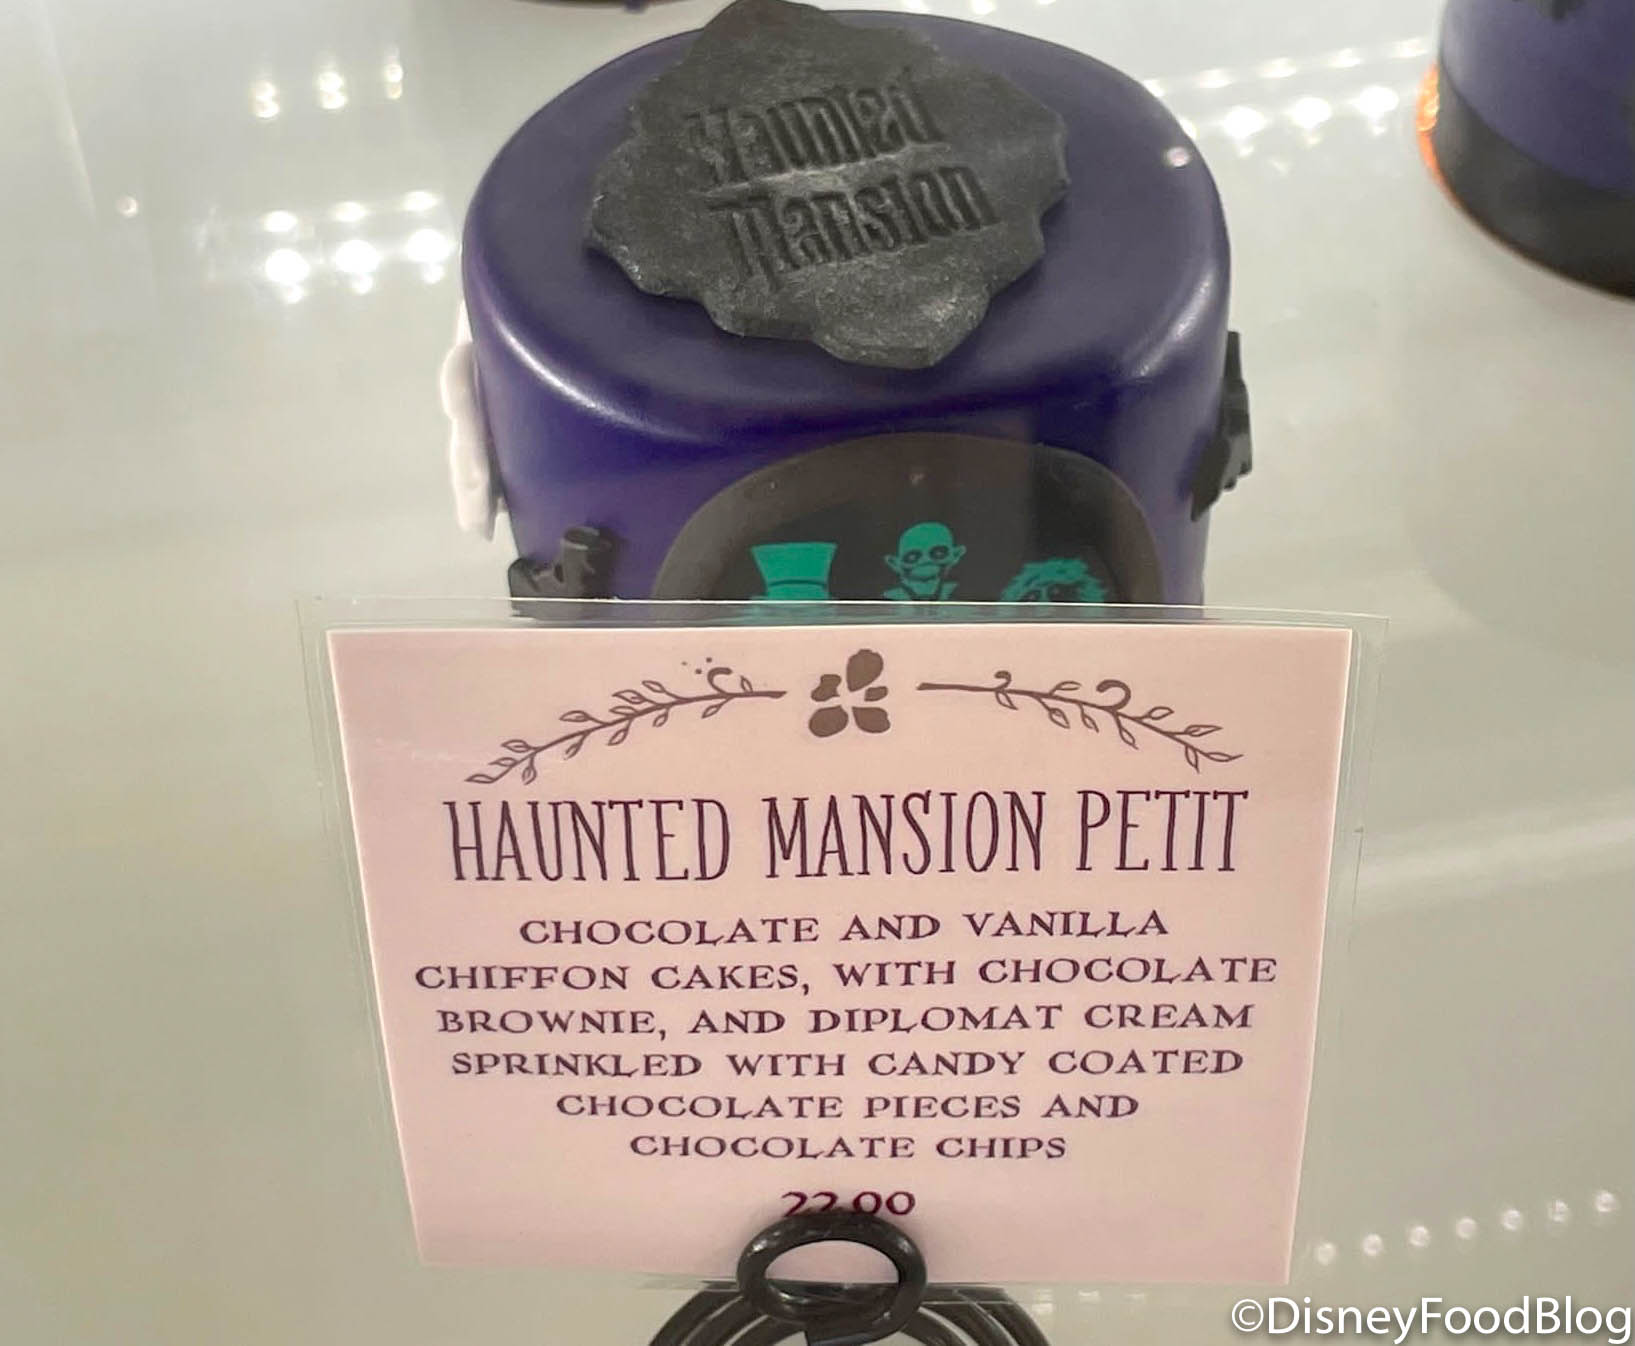 Haunted
Mansion
HAUNTED MANSION PETIT
CHOCOLATE AND VANILLA
CHIFFON CAKES, WITH CHOCOLATE
BROWNIE, AND DIPLOMAT CREAM
SPRINKLED WITH CANDY COATED
CHOCOLATE PIECES AND
CHOCOLATE CHIPS
22.00
©DisneyFoodBlog